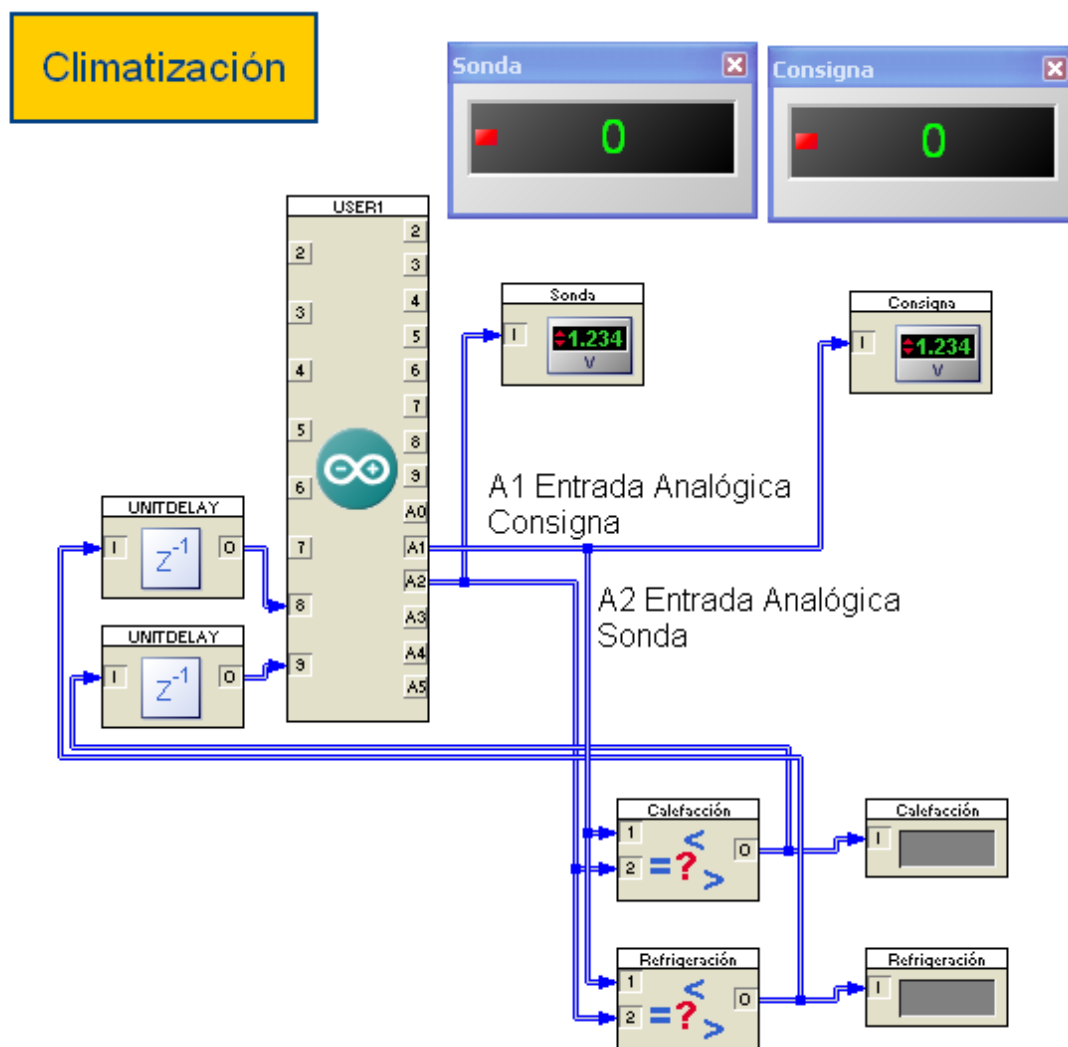 Climatización
Sonda
0
Consigna
0
USER1
2
3
4
5
6
7
8
9
2
3
4
5
6
7
8
9
A0
A1
A2
A3
A4
A5
Sonda
I
1.234
V
Consigna
I
1.234
V
A1 Entrada Analógica
Consigna
A2 Entrada Analógica
Sonda
UNITDELAY
I
Z-1
O
UNITDELAY
I
Z-1
O
Calefacción
1
2
<
=?
>
O
Calefacción
I
Refrigeración
1
2
<
=?
>
O
Refrigeración
I